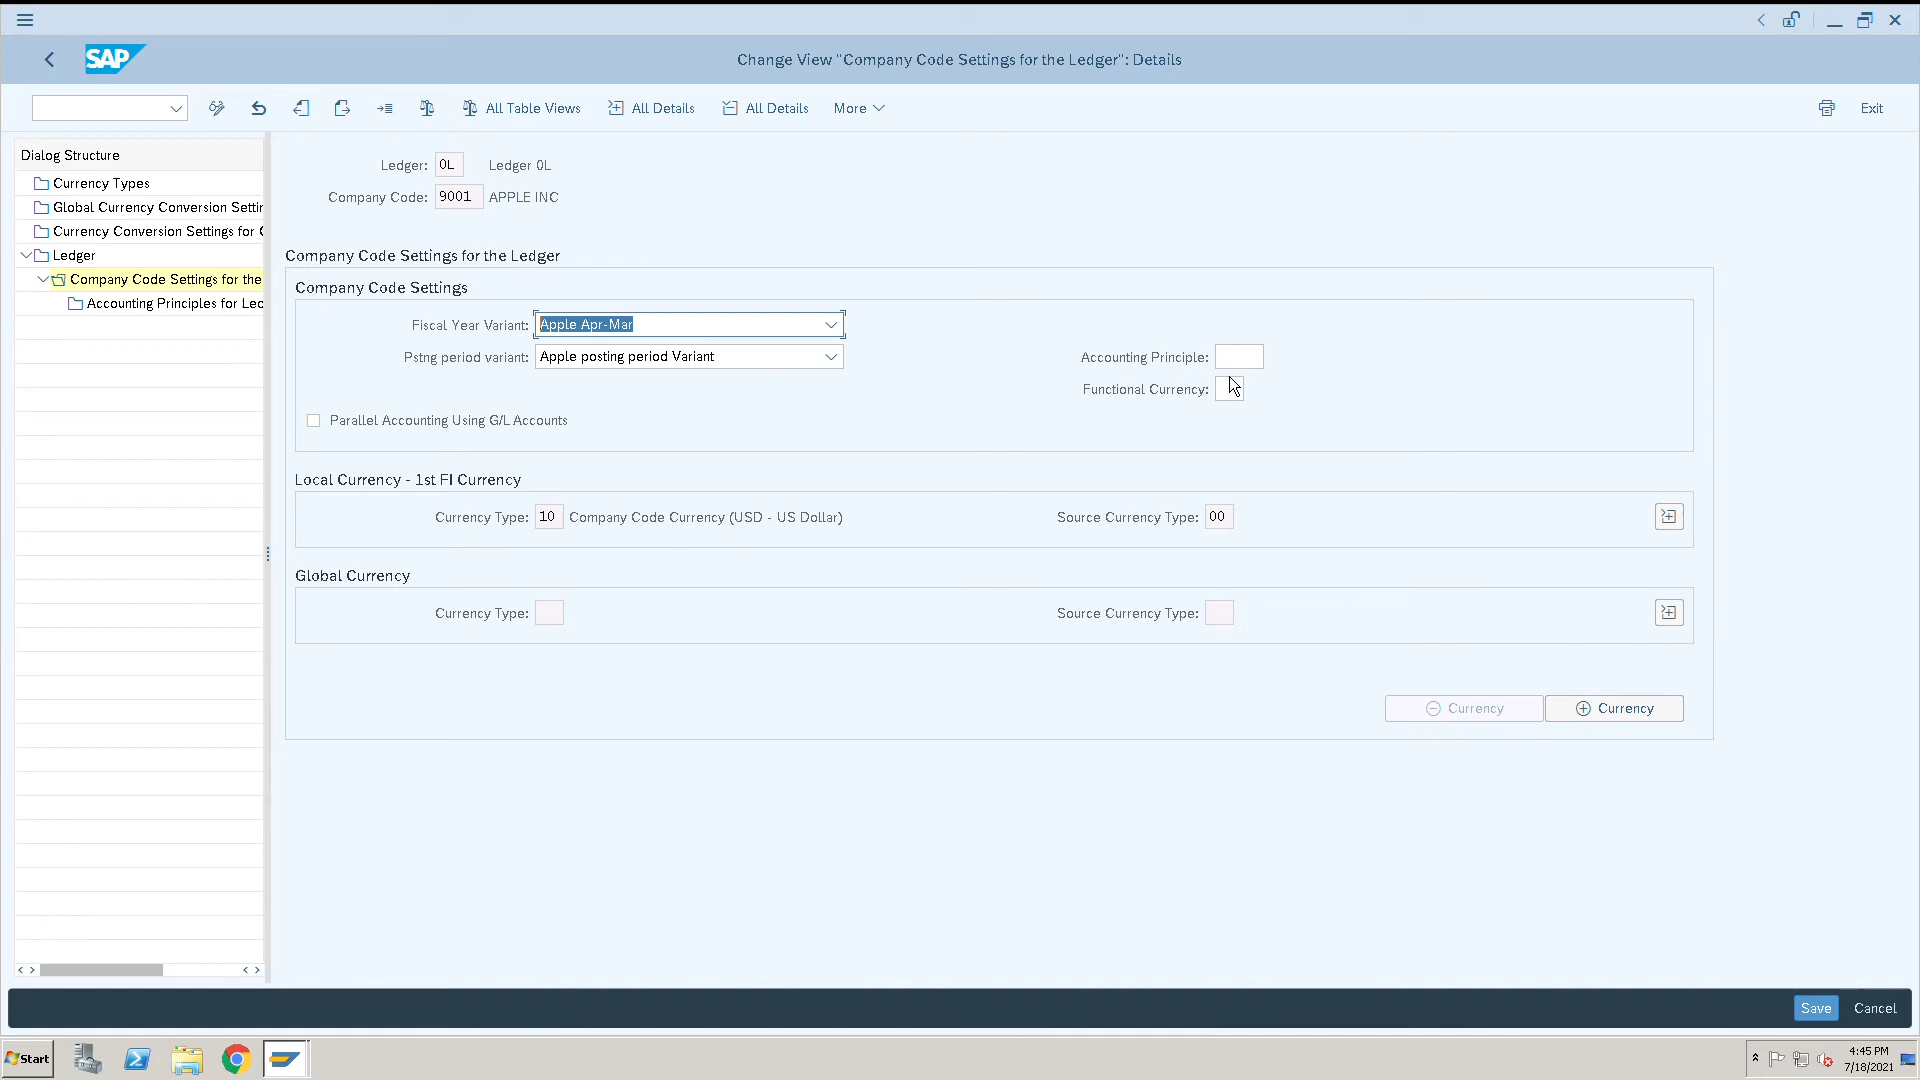 SAP
Change View "Company Code Settings for the Ledger": Details
All Table Views
All Details
All Details
More
Exit
Dialog Structure
Currency Types
Global Currency Conversion Settin
Currency Conversion Settings for C
Ledger
Company Code Settings for the
Accounting Principles for Lec
Ledger: 0L Ledger 0L
Company Code: 9001 APPLE INC
Company Code Settings for the Ledger
Company Code Settings
Fiscal Year Variant: Apple Apr-Mar
Pstng period variant: Apple posting period Variant
Accounting Principle:
Functional Currency:
Parallel Accounting Using G/L Accounts
Local Currency - 1st FI Currency
Currency Type: 10 Company Code Currency (USD - US Dollar) Source Currency Type: 00
Global Currency
Currency Type: Source Currency Type:
Currency
Currency
Save
Cancel
Start
4:45 PM
7/18/2021